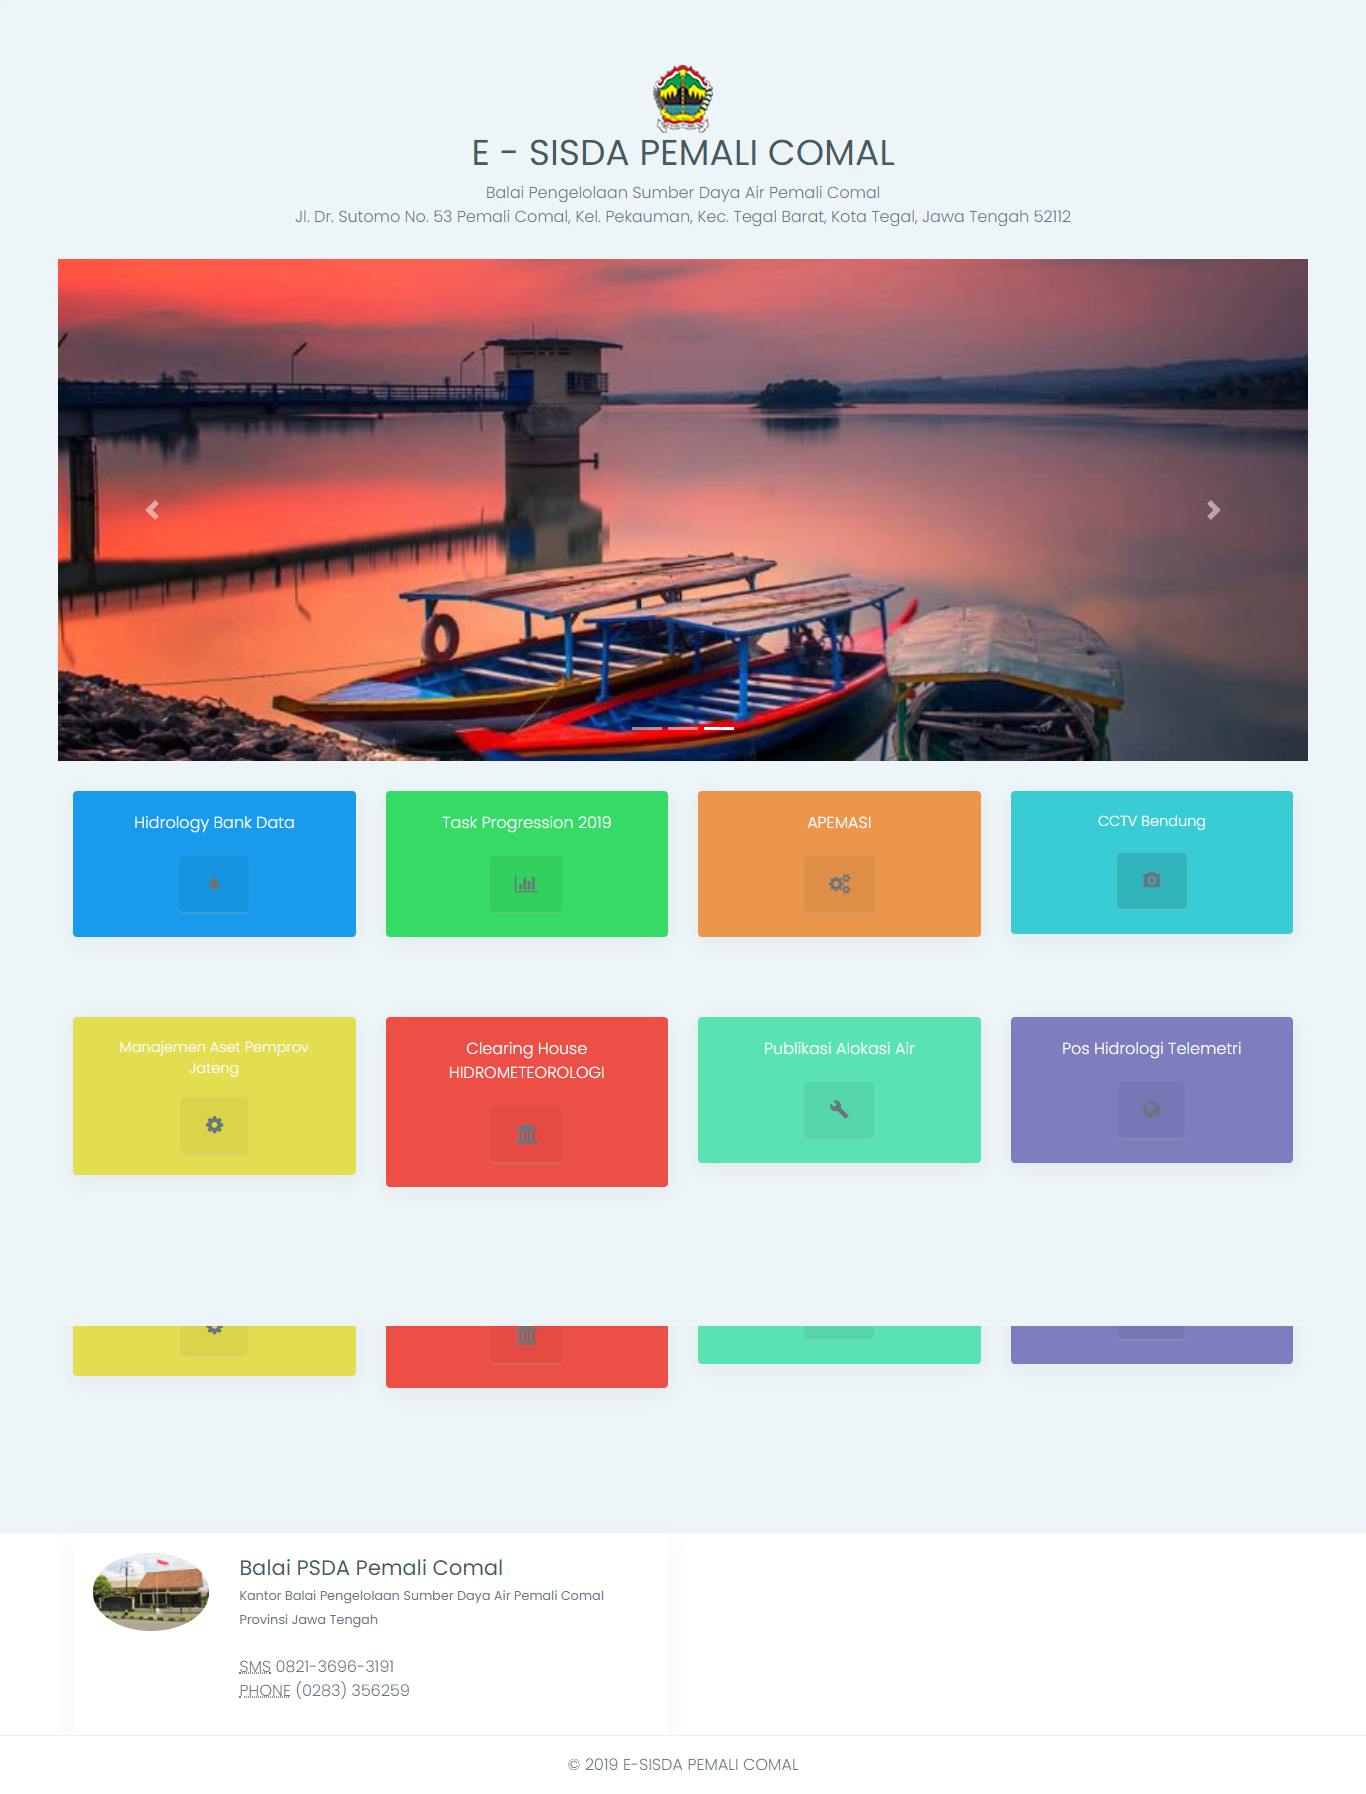 E - SISDA PEMALI COMAL
Balai Pengelolaan Sumber Daya Air Pemali Comal
Jl. Dr. Sutomo No. 53 Pemali Comal, Kel. Pekauman, Kec. Tegal Barat, Kota Tegal, Jawa Tengah 52112
Hidrology Bank Data
Task Progression 2019
APEMASI
CCTV Bendung
Manajemen Aset Pemprov
Jateng
Clearing House
HIDROMETEOROLOGI
Publikasi Alokasi Air
Pos Hidrologi Telemetri
Balai PSDA Pemali Comal
Kantor Balai Pengelolaan Sumber Daya Air Pemali Comal
Provinsi Jawa Tengah
SMS 0821-3696-3191
PHONE (0283) 356259
© 2019 E-SISDA PEMALI COMAL